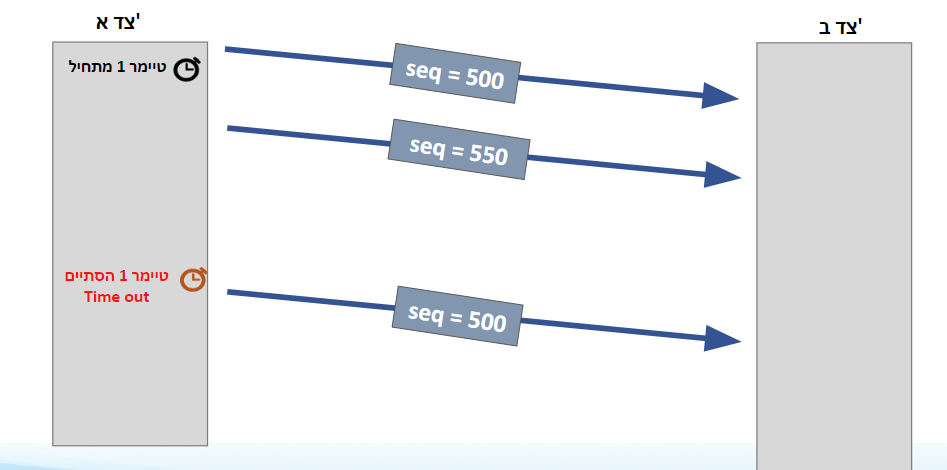 צד א'
צד ב'
טיימר 1 מתחיל
seq = 500
seq = 550
טיימר 1 הסתיים
Time out
seq = 500